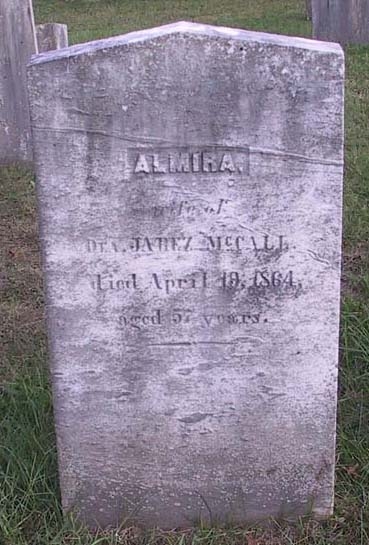 ALMIRA.
wife of
DEA. JABEZ McCALL.
died April 19, 1864,
aged 57 years.